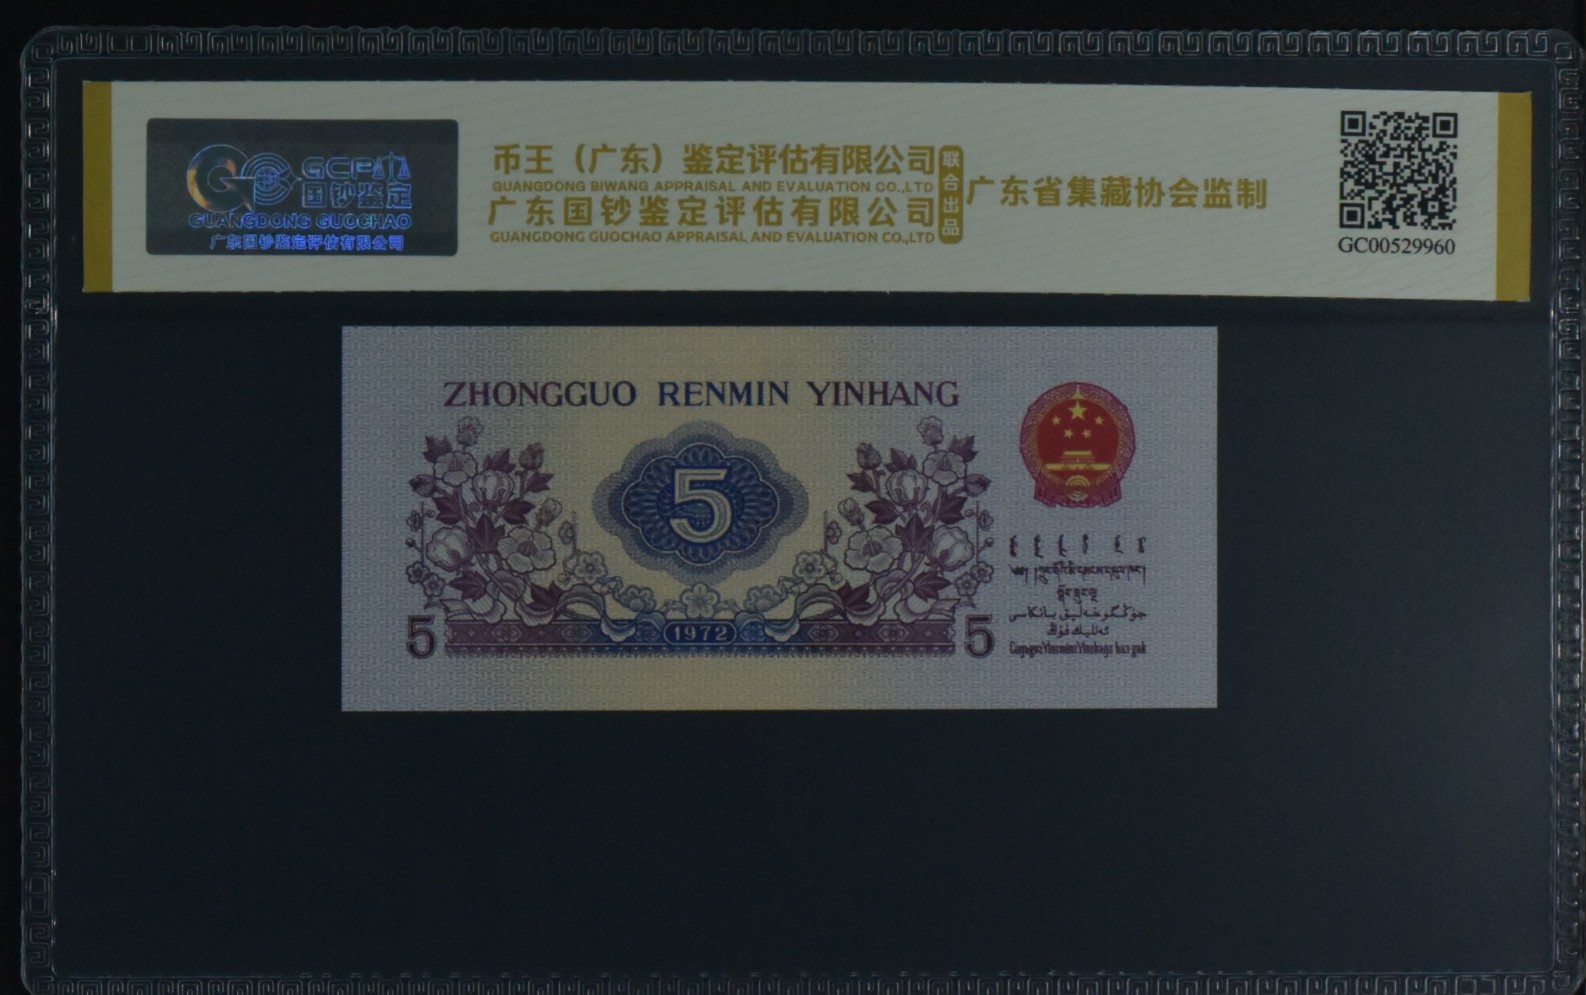 GCPA
国钞鉴定
GUANGDONG GUOCHAO
广东国钞鉴定评估有限公司
币王（广东）鉴定评估有限公司
GUANGDONG BIWANG APPRAISAL AND EVALUATION CO.,LTD
广东国钞鉴定评估有限公司
GUANGDONG GUOCHAO APPRAISAL AND EVALUATION CO.,LTD
联合出品
广东省集藏协会监制
GC00529960
ZHONGGUO RENMIN YINHANG
5
جۇڭگو خەلىق بانكىسى
5
1972
5